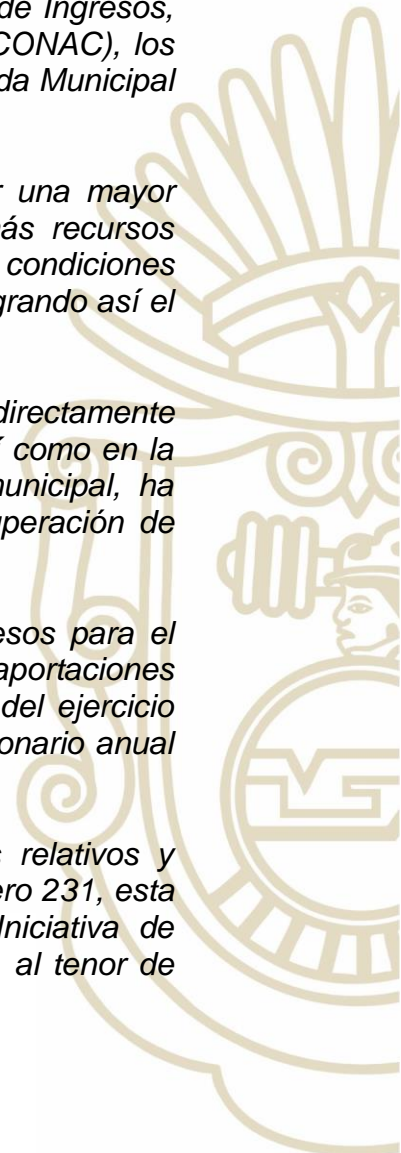 de Ingresos,
CONAC), los
da Municipal
una mayor
ás recursos
condiciones
grando así el
directamente
í como en la
municipal, ha
uperación de
esos para el
aportaciones
del ejercicio
onario anual
relativos y
ero 231, esta
Iniciativa de
al tenor de